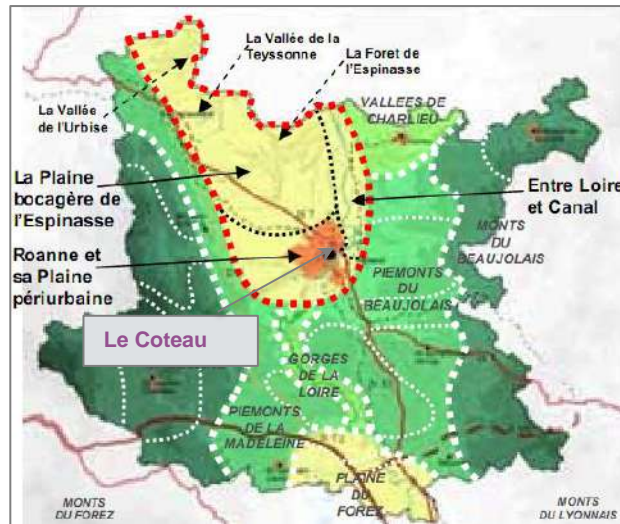 La Vallée de la
Teyssonne
La Foret de
l'Espinasse
La Vallée
de l'Urbise
VALLEES DE
CHARLIEU
La Plaine
bocagère de
l'Espinasse
Entre Loire
et Canal
MONTS
DU
BEAUJOLAIS
Roanne et
sa Plaine
périurbaine
PIEMONTS
DU
BEAUJOLAIS
Le Coteau
GORGES
DE LA
LOIRE
PIEMONTS
DE LA
MADELEINE
PLAINE
DU
FOREZ
MONTS
DU FOREZ
MONTS
DU LYONNAIS